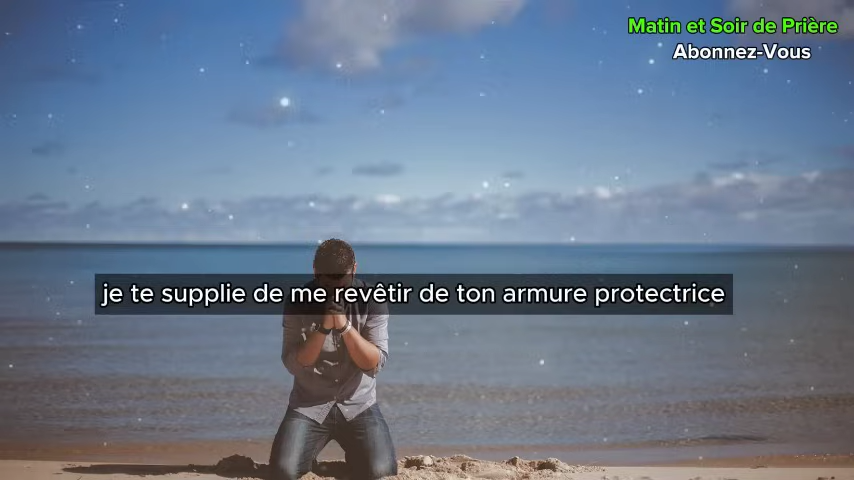 Matin et Soir de Prière
Abonnez-Vous
je te supplie de me revêtir de ton armure protectrice